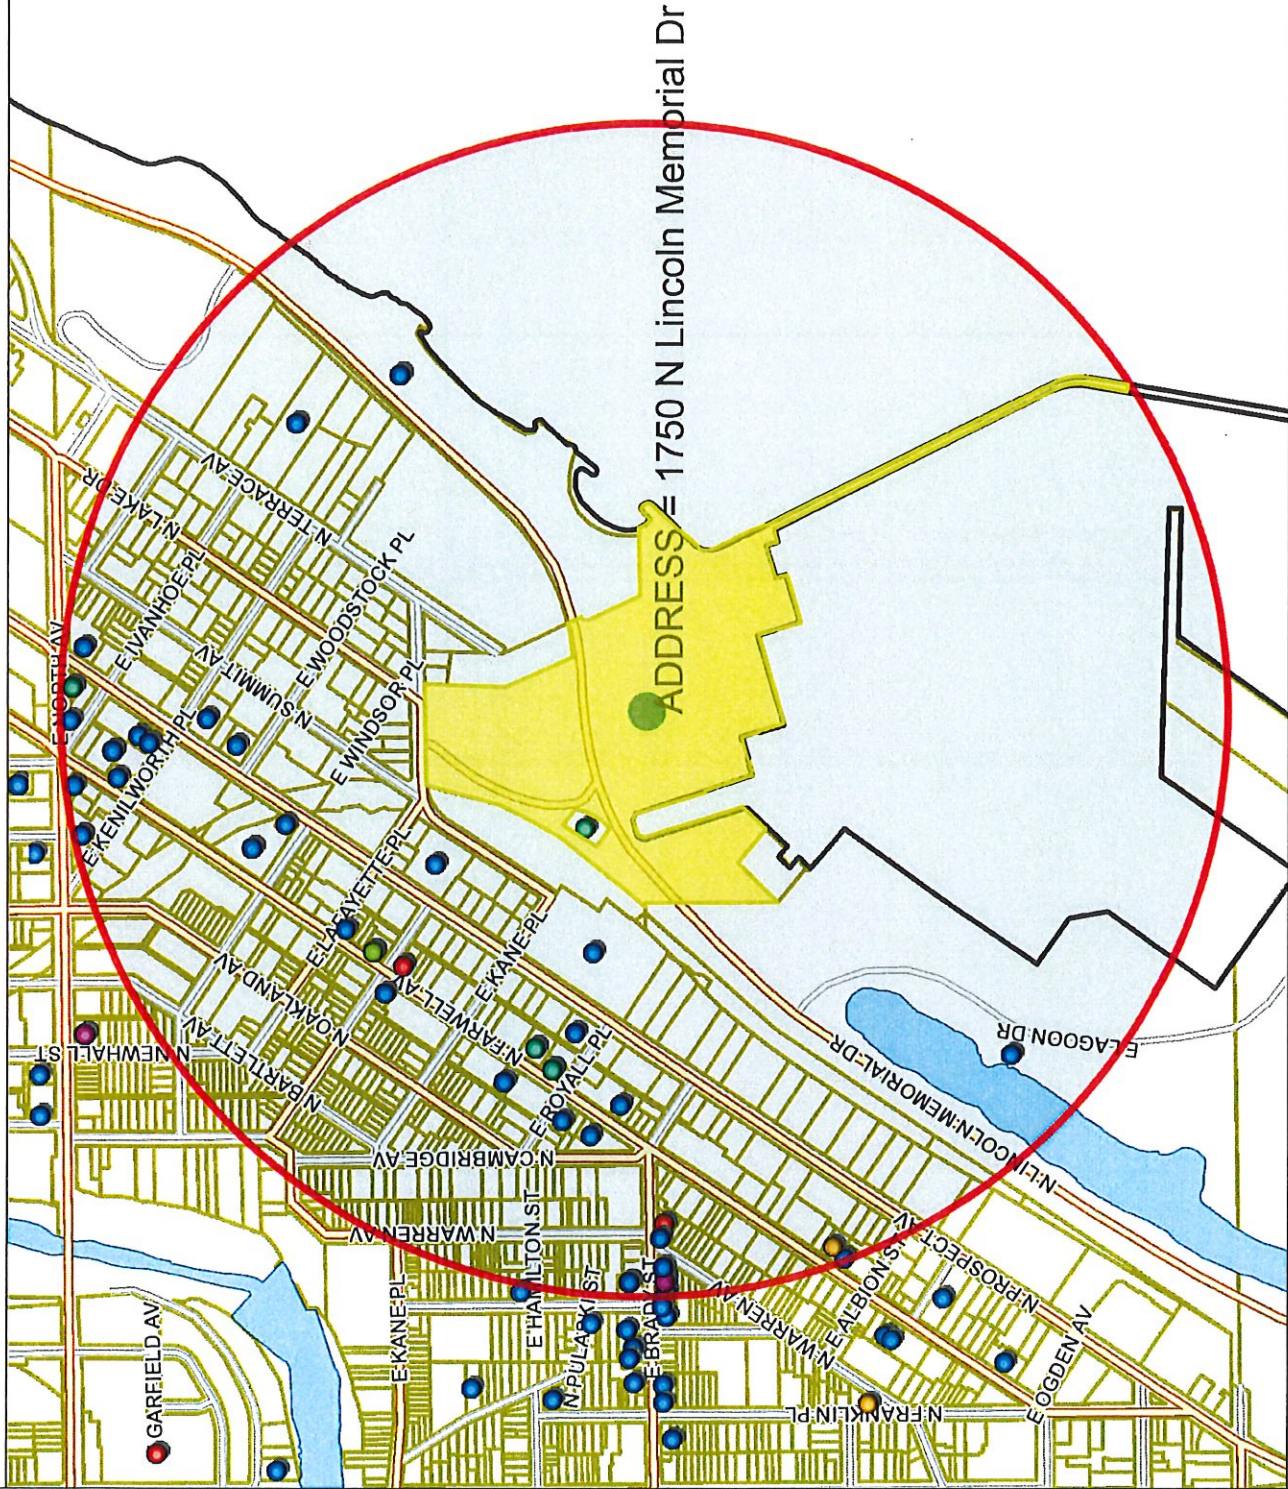 ADDRESS = 1750 N Lincoln Memorial Dr
E NORTH AV
N LAKE DR
N TERRACE AV
E IVANHOE PL
N SUMMIT AV
E WOODSTOCK PL
E KENILWORTH PL
E WINDSOR PL
E LAFAYETTE PL
N OAKLAND AV
N BARTLETT AV
N NEWHALL ST
N FARWELL AV
E KANE PL
E ROYALL PL
N CAMBRIDGE AV
N WARREN AV
E HAMILTON ST
E KANE PL
GARFIELD AV
N PULASKI ST
E BRADY ST
N WARREN AV
E ALBION ST
N PROSPECT AV
N LINCOLN MEMORIAL DR
E LAGOON DR
N FRANKLIN PL
E OGDEN AV